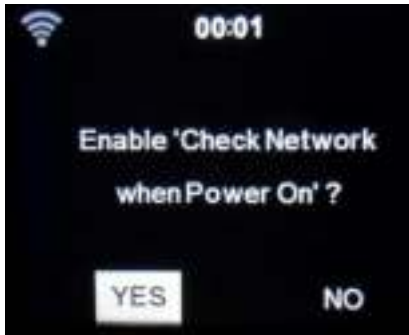 00:01
Enable 'Check Network
when Power On' ?
YES NO